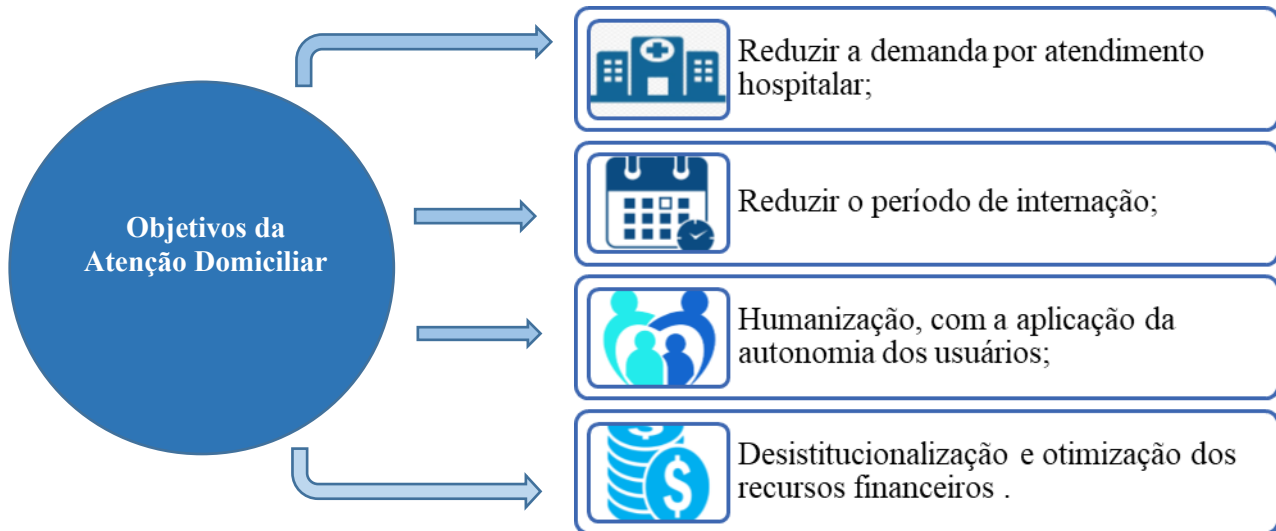 Objetivos da
Atenção Domiciliar
Reduzir a demanda por atendimento
hospitalar;
Reduzir o período de internação;
Humanização, com a aplicação da
autonomia dos usuários;
Desistitucionalização e otimização dos
recursos financeiros .